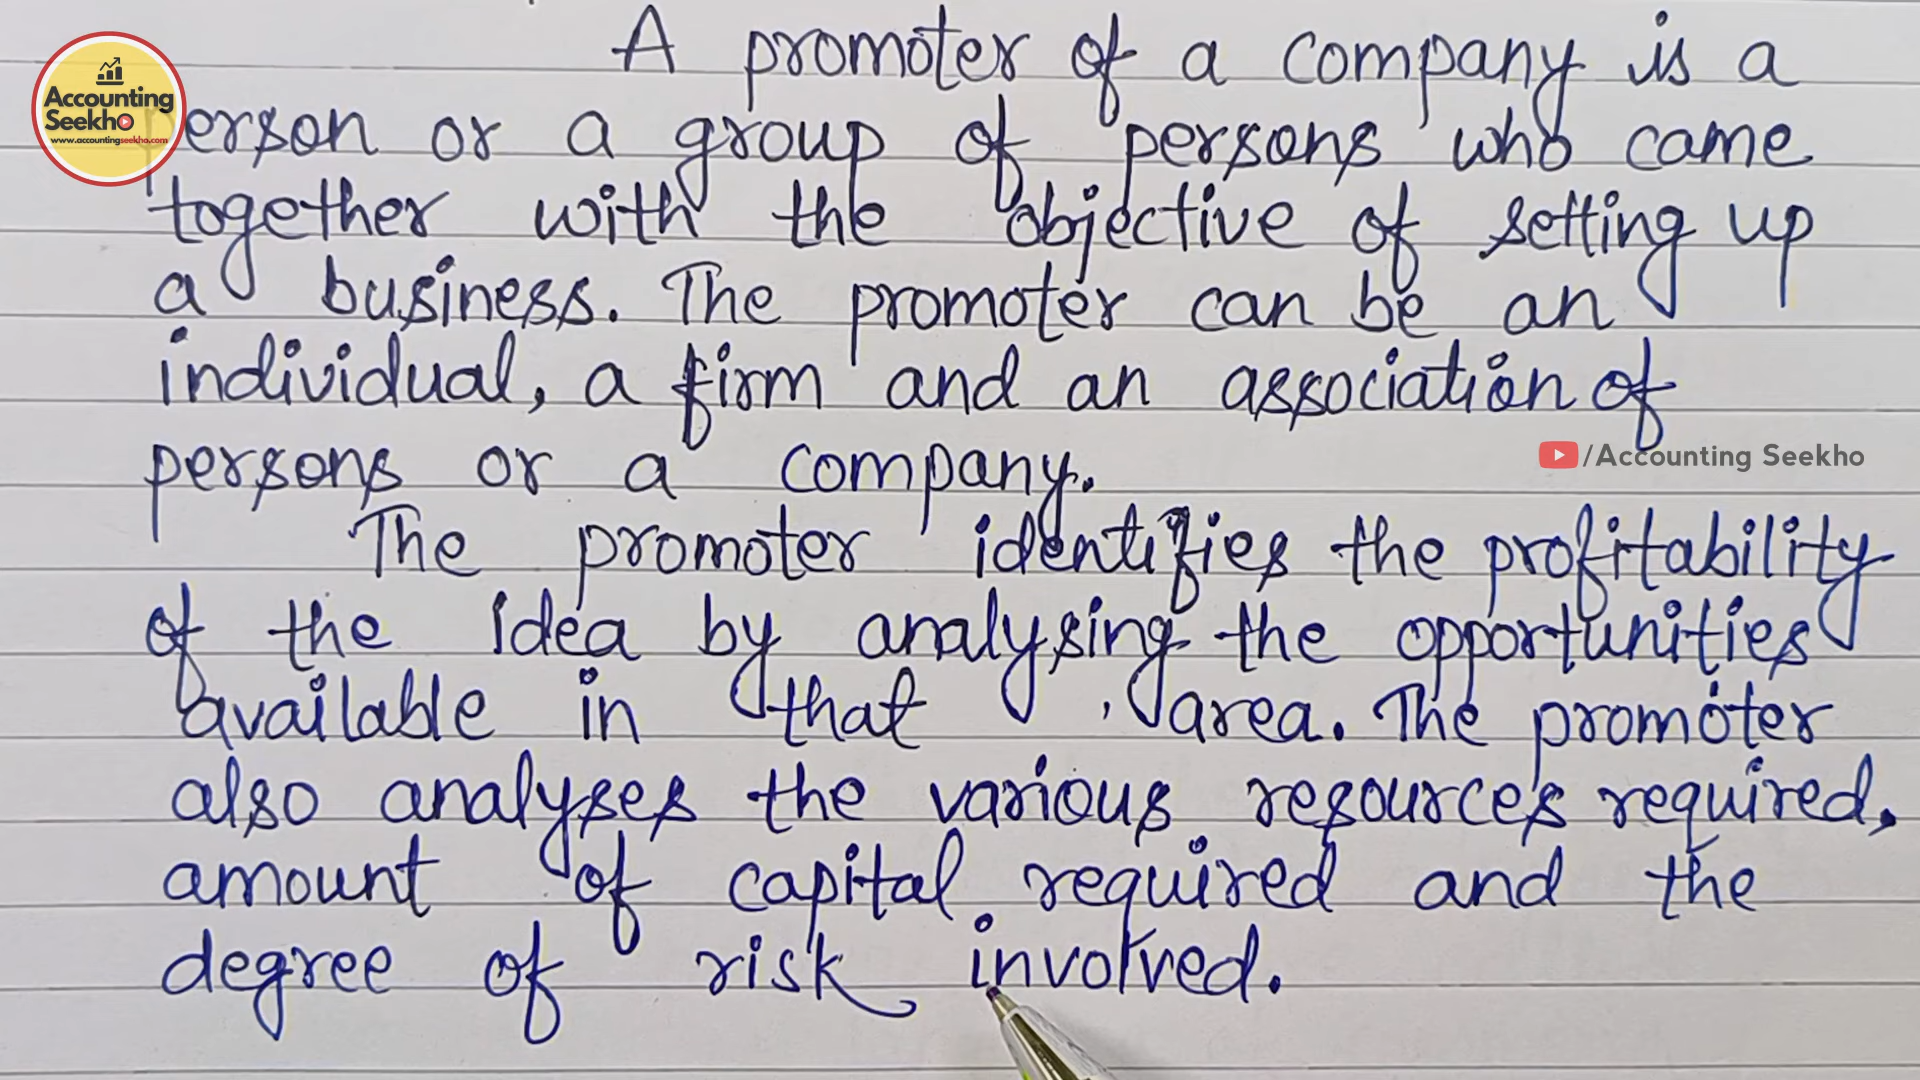 A promoter of a company is a
person or a group of persons who came
together with the objective of setting up
a business. The promoter can be an
individual, a firm and an association of
persons or a company.
The promoter identifies the profitability
of the idea by analysing the opportunities
available in that area. The promoter
also analyses the various resources required,
amount of capital required and the
degree of risk involved.
Accounting
Seekho
www.accountingseekho.com
/Accounting Seekho